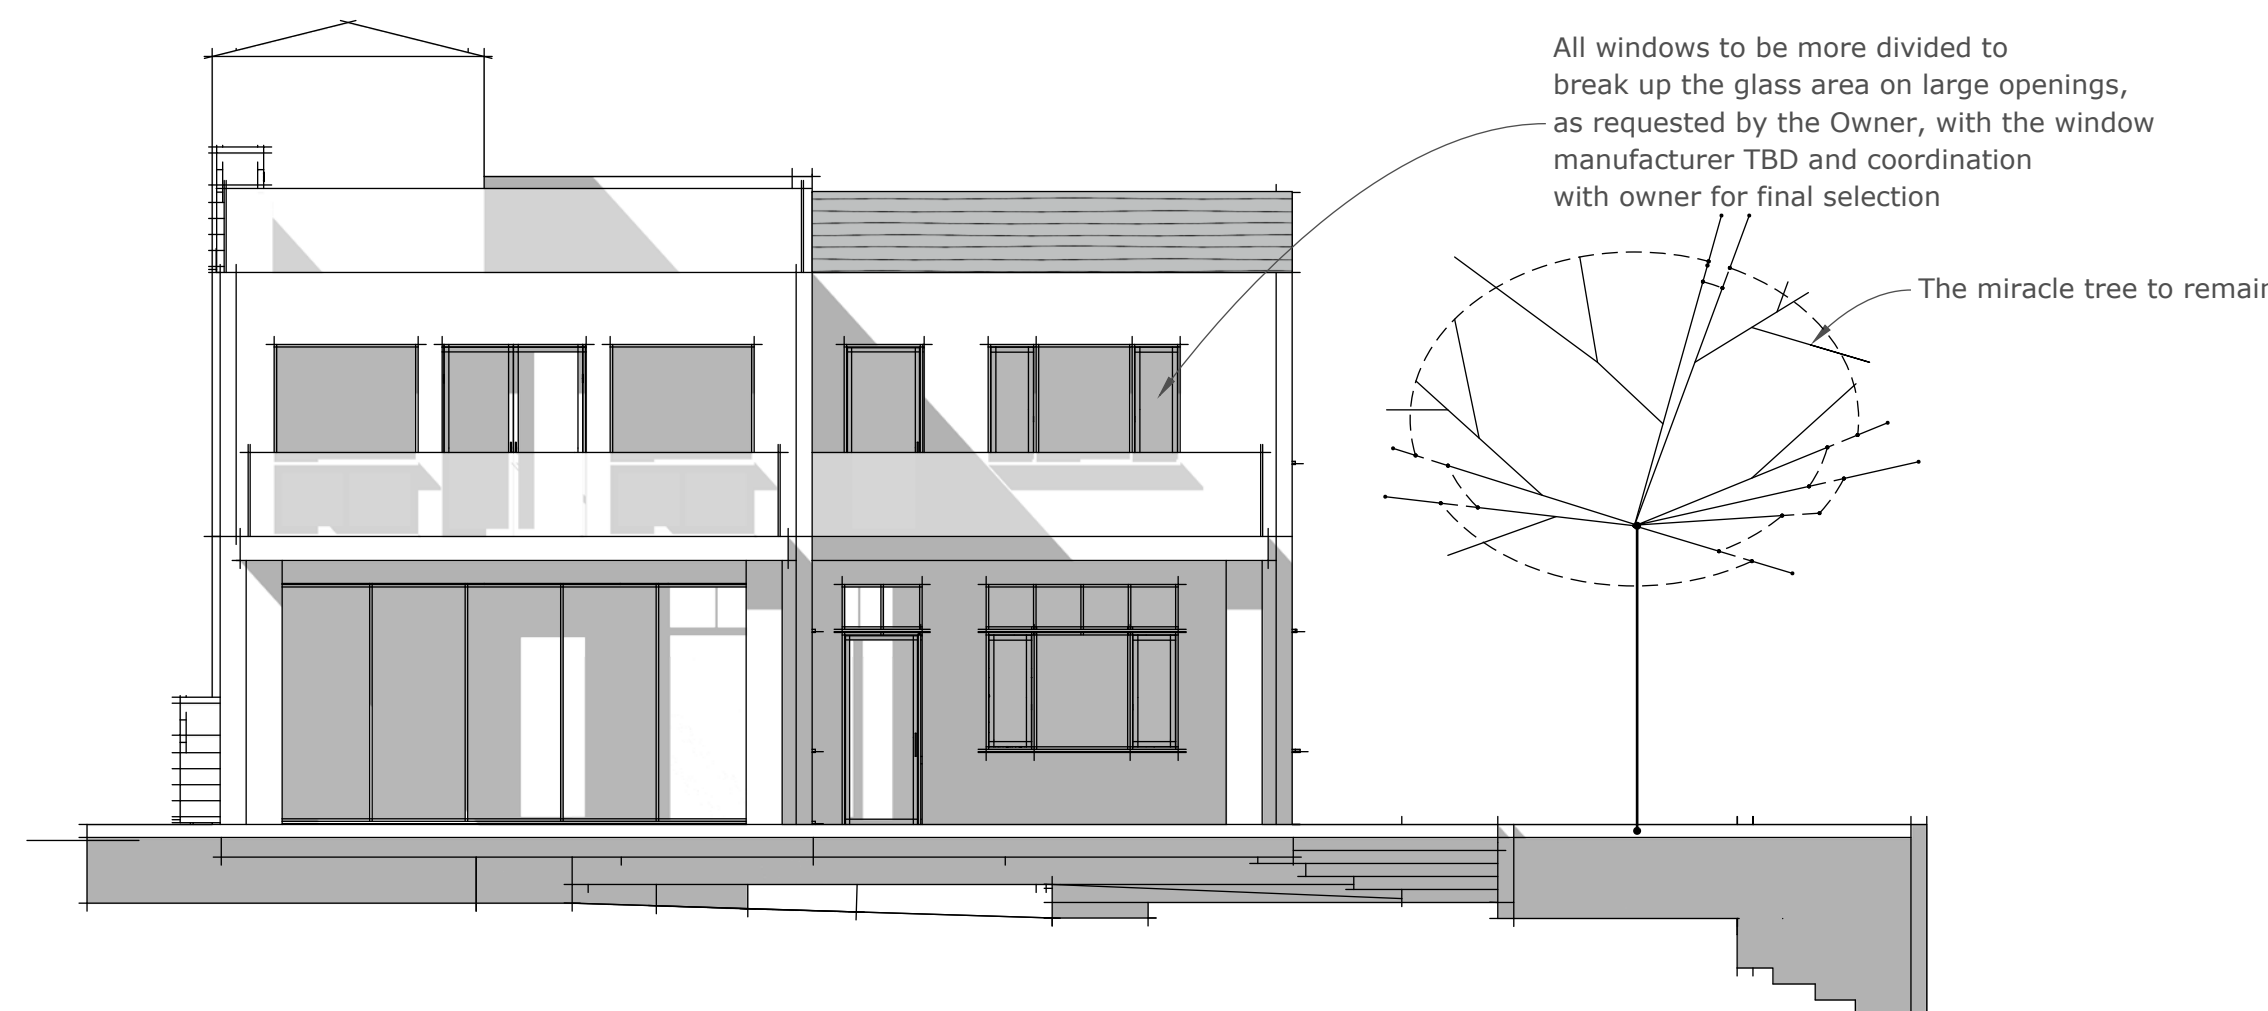 All windows to be more divided to
break up the glass area on large openings,
as requested by the Owner, with the window
manufacturer TBD and coordination
with owner for final selection
The miracle tree to remain